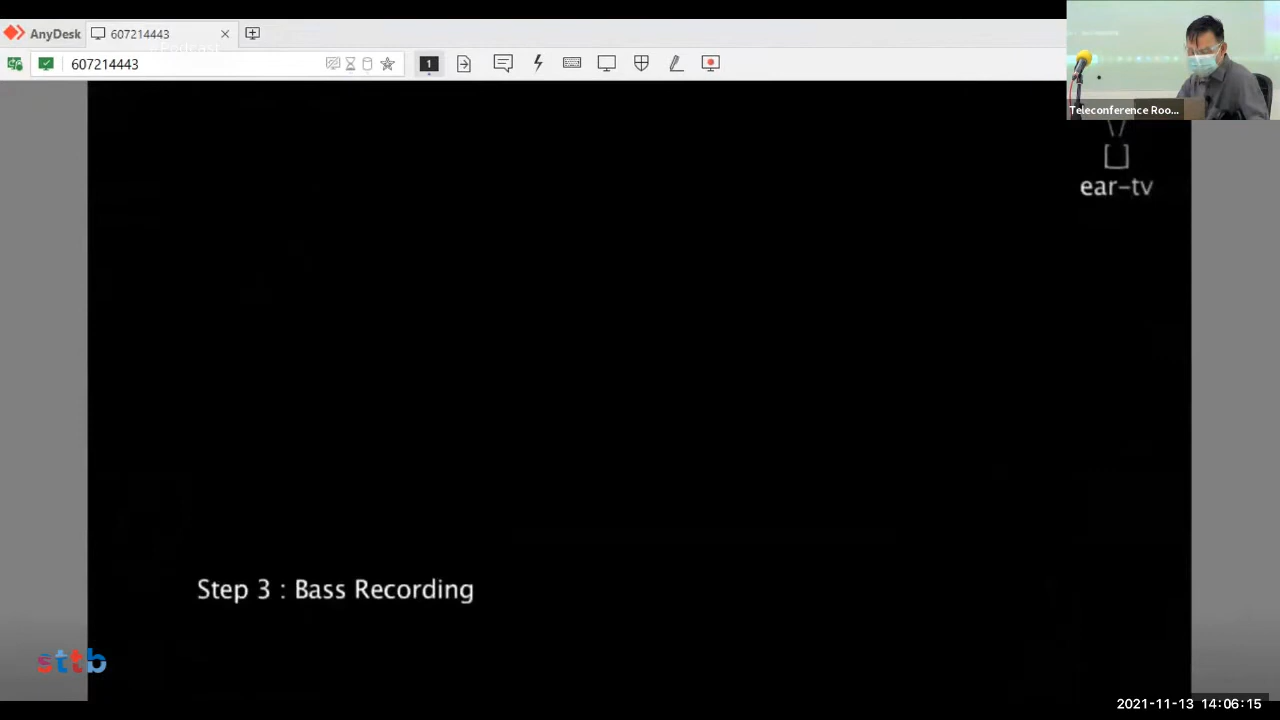 AnyDesk
607214443
#Podcast
607214443
1
Teleconference Roo...
ear-tv
Step 3 : Bass Recording
sttb
2021-11-13 14:06:15